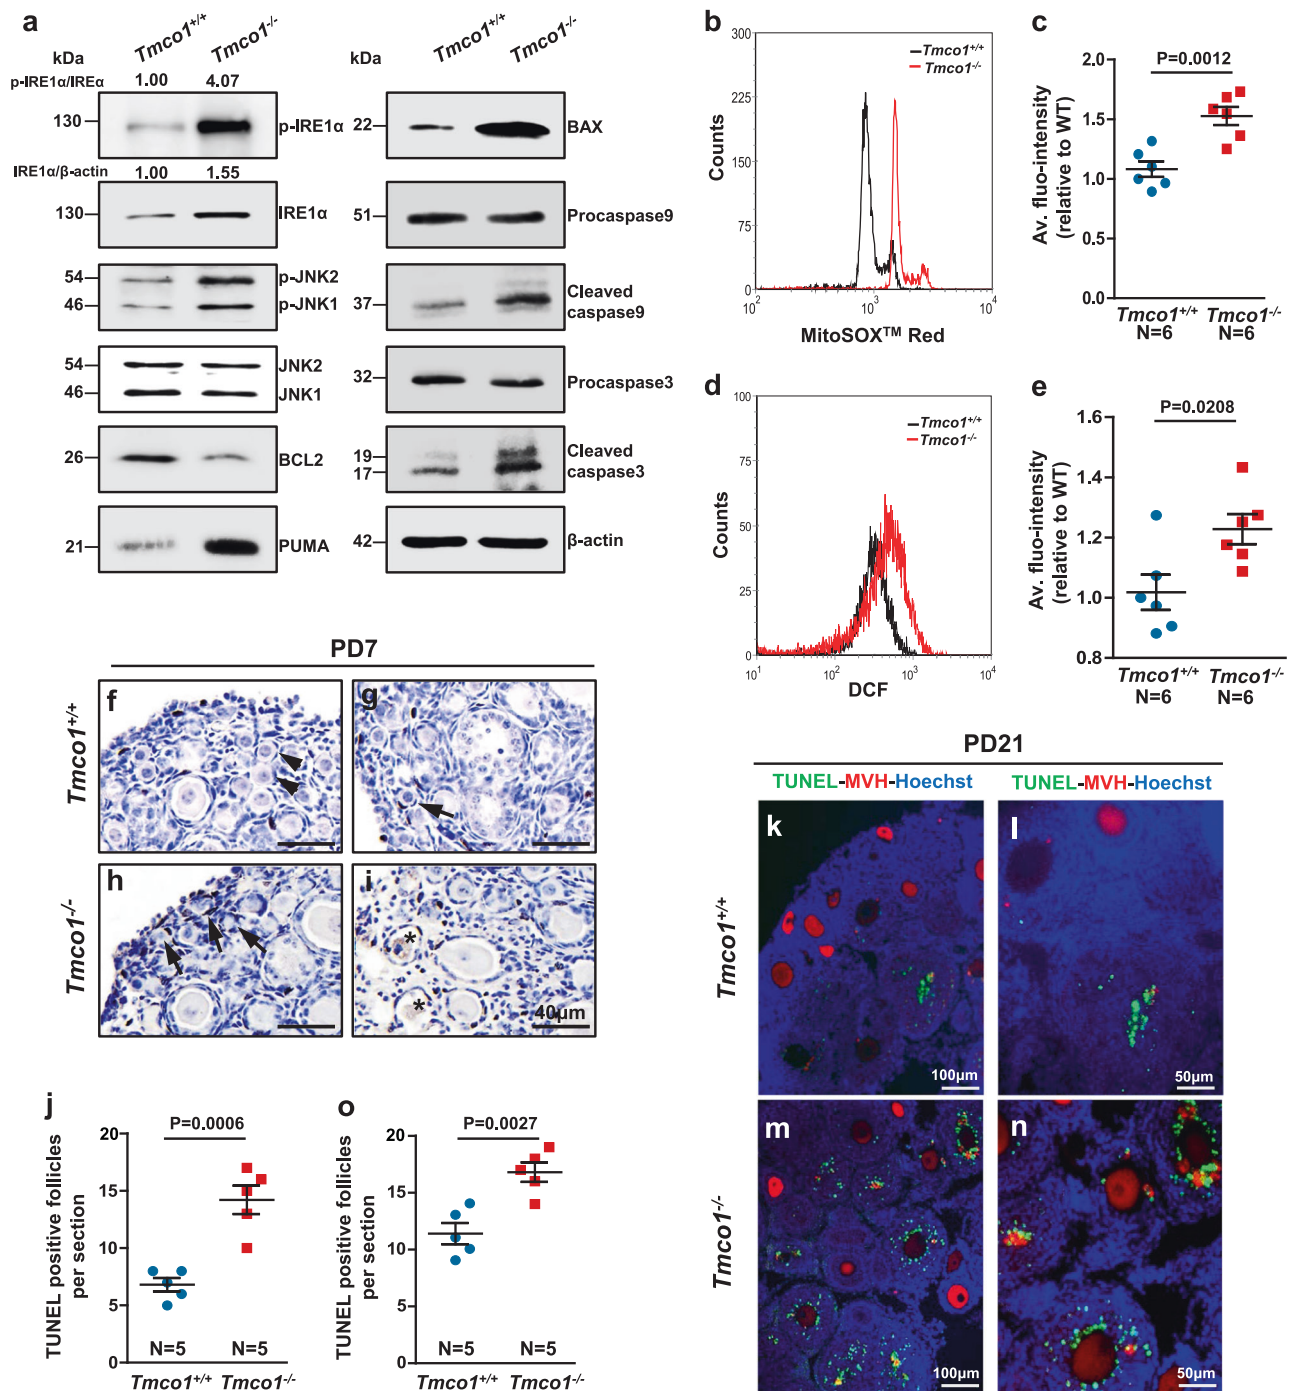 a
Tmco1+/+ Tmco1-/-
kDa
p-IRE1α/IREα 1.00 4.07
130 p-IRE1α
IRE1α/β-actin 1.00 1.55
130 IRE1α
54 p-JNK2
46 p-JNK1
54 JNK2
46 JNK1
26 BCL2
21 PUMA
Tmco1+/+ Tmco1-/-
kDa
22 BAX
51 Procaspase9
37 Cleaved
caspase9
32 Procaspase3
19 Cleaved
17 caspase3
42 β-actin
b
300
225
150
75
0
Counts
Tmco1+/+
Tmco1-/-
10² 10³ 10⁴
MitoSOX™ Red
c
P=0.0012
2.0
1.5
1.0
0.5
0.0
Av. fluo-intensity
(relative to WT)
Tmco1+/+ Tmco1-/-
N=6 N=6
d
100
75
50
25
0
Counts
Tmco1+/+
Tmco1-/-
10¹ 10² 10³ 10⁴
DCF
e
P=0.0208
1.6
1.4
1.2
1.0
0.8
Av. fluo-intensity
(relative to WT)
Tmco1+/+ Tmco1-/-
N=6 N=6
PD7
Tmco1+/+
f g
Tmco1-/-
h i
*
*
40μm
j
P=0.0006
20
15
10
5
0
TUNEL positive follicles
per section
N=5 N=5
Tmco1+/+ Tmco1-/-
o
P=0.0027
20
15
10
5
0
TUNEL positive follicles
per section
N=5 N=5
Tmco1+/+ Tmco1-/-
PD21
TUNEL-MVH-Hoechst TUNEL-MVH-Hoechst
Tmco1+/+
k l
100μm 50μm
Tmco1-/-
m n
100μm 50μm